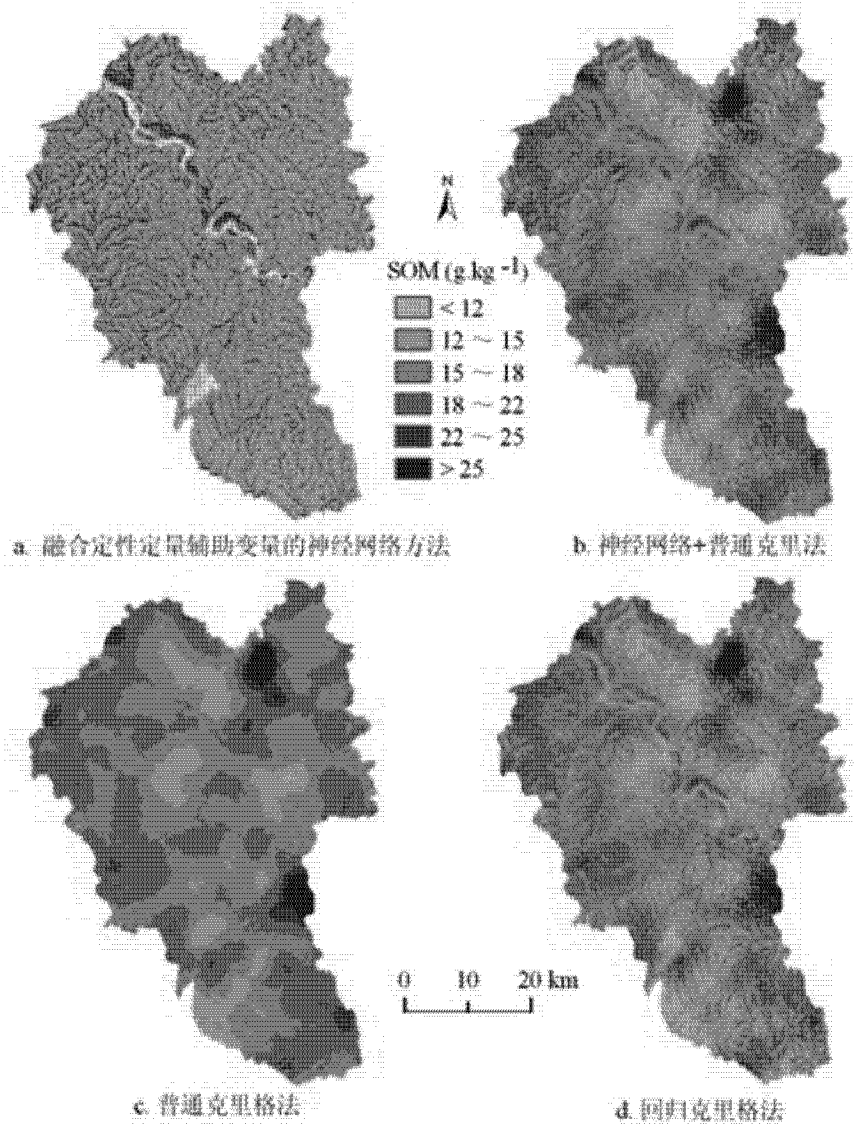 N
SOM (g kg⁻¹)
< 12
12 ~ 15
15 ~ 18
18 ~ 22
22 ~ 25
> 25
a. 融合定性定量辅助变量的神经网络方法
b. 神经网络+普通克里法
0 10 20 km
c. 普通克里格法
d. 回归克里格法